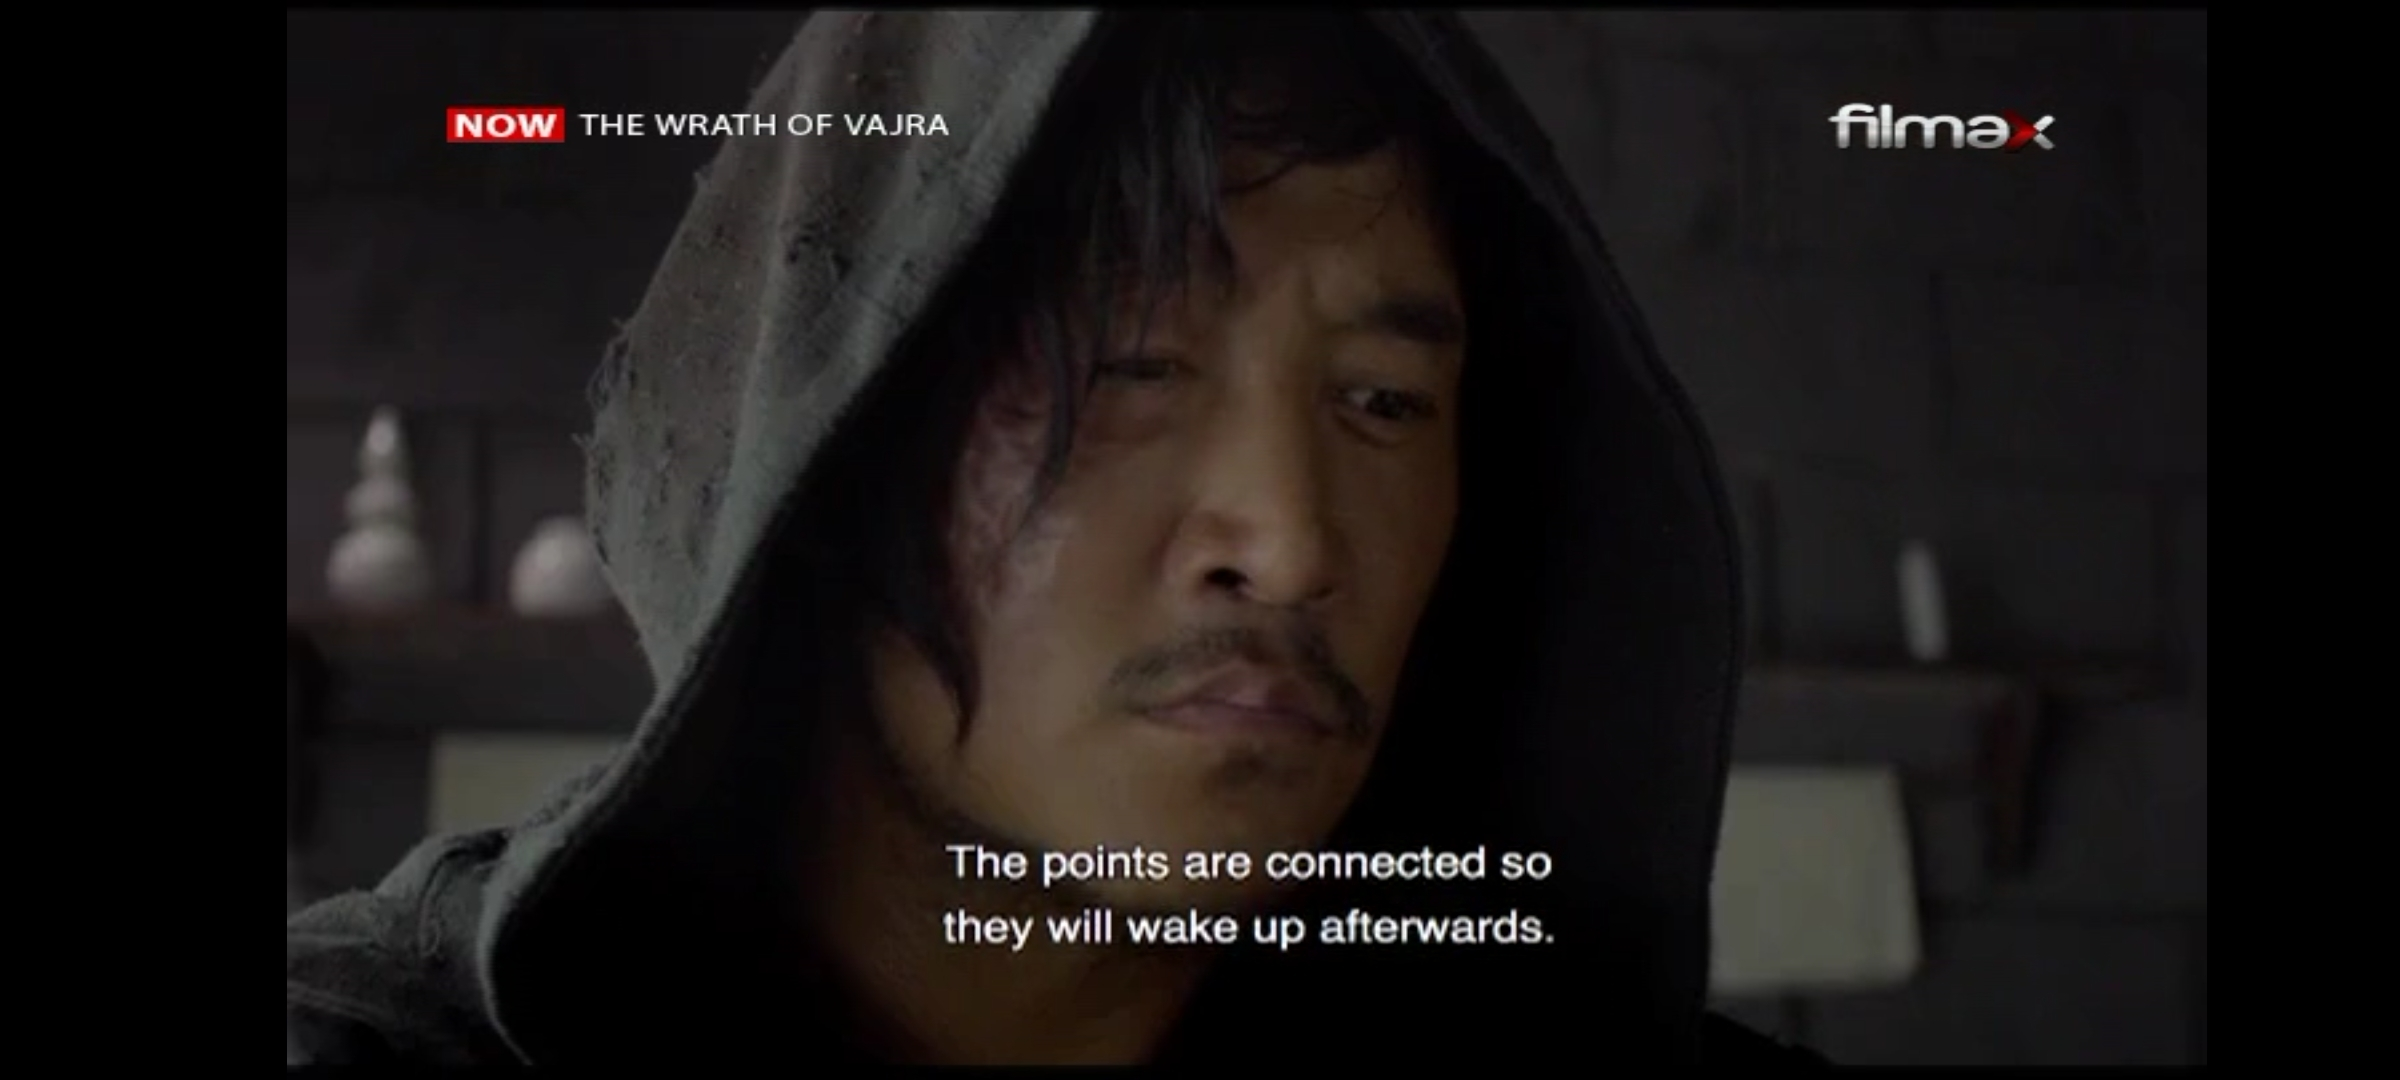 NOW THE WRATH OF VAJRA
filmax
The points are connected so
they will wake up afterwards.